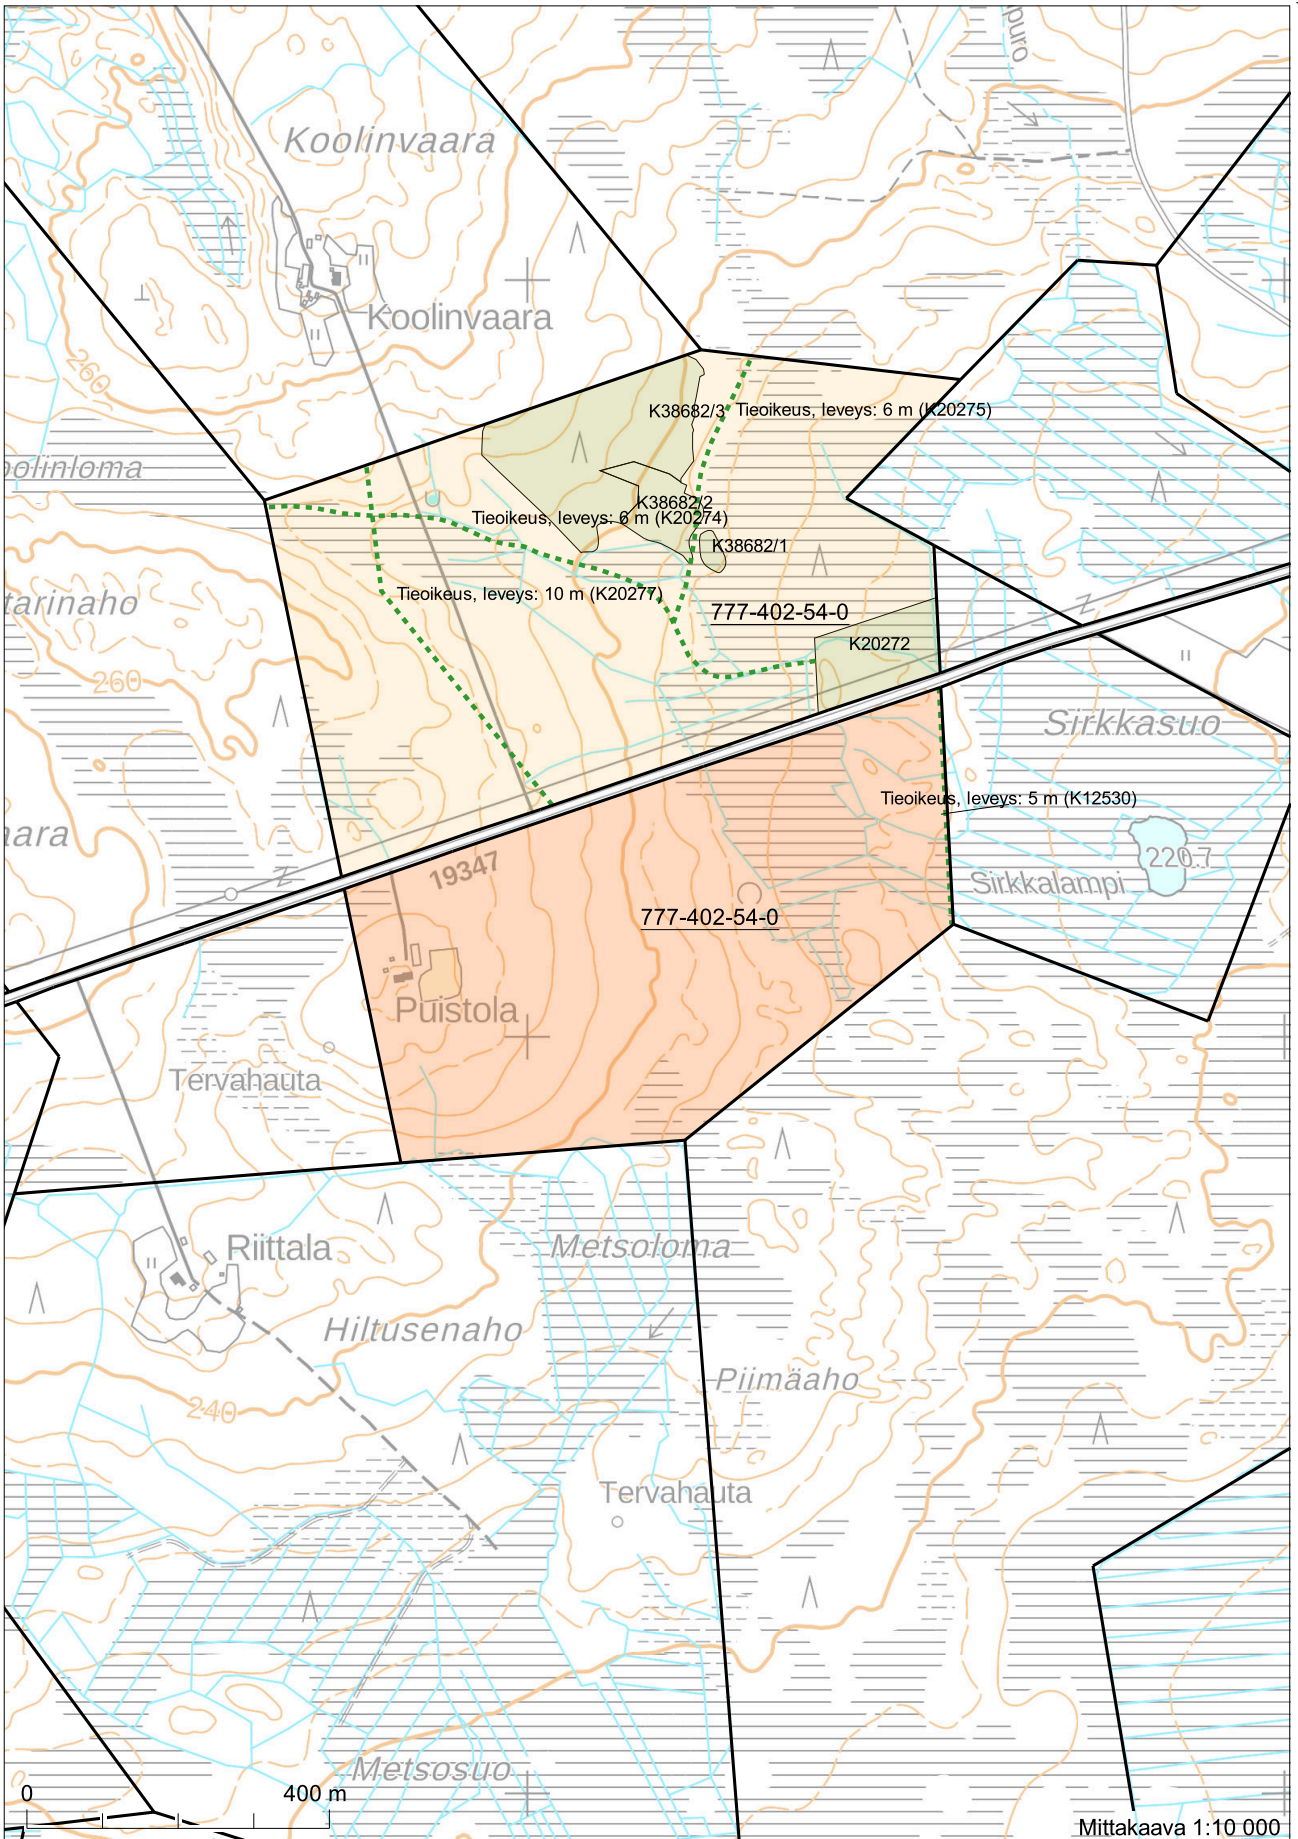 puro
Koolinvaara
Koolinvaara
260
K38682/3
Tieoikeus, leveys: 6 m (K20275)
oolinloma
K38682/2
Tieoikeus, leveys: 6 m (K20274)
K38682/1
Tieoikeus, leveys: 10 m (K20277)
tarinaho
777-402-54-0
K20272
260
Sirkkasuo
Tieoikeus, leveys: 5 m (K12530)
aara
220.7
19347
Sirkkalampi
777-402-54-0
Puistola
Tervahauta
Riittala
Metsoloma
Hiltusenaho
Piimäaho
240
Tervahauta
Metsosuo
0
400 m
Mittakaava 1:10 000